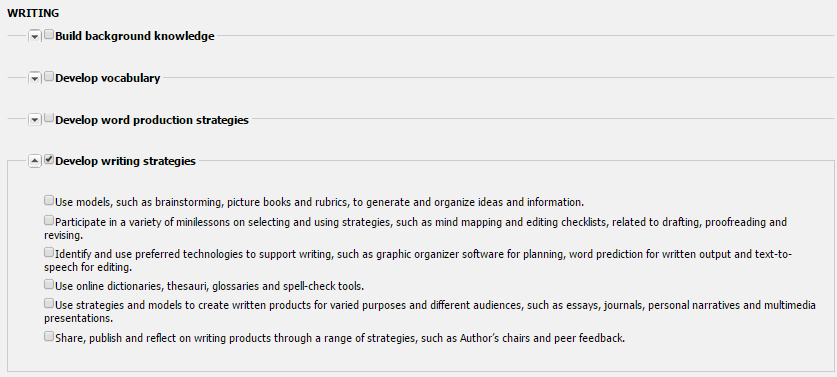 WRITING
Build background knowledge
Develop vocabulary
Develop word production strategies
Develop writing strategies
Use models, such as brainstorming, picture books and rubrics, to generate and organize ideas and information.
Participate in a variety of minilessons on selecting and using strategies, such as mind mapping and editing checklists, related to drafting, proofreading and
revising.
Identify and use preferred technologies to support writing, such as graphic organizer software for planning, word prediction for written output and text-to-
speech for editing.
Use online dictionaries, thesauri, glossaries and spell-check tools.
Use strategies and models to create written products for varied purposes and different audiences, such as essays, journals, personal narratives and multimedia
presentations.
Share, publish and reflect on writing products through a range of strategies, such as Author's chairs and peer feedback.